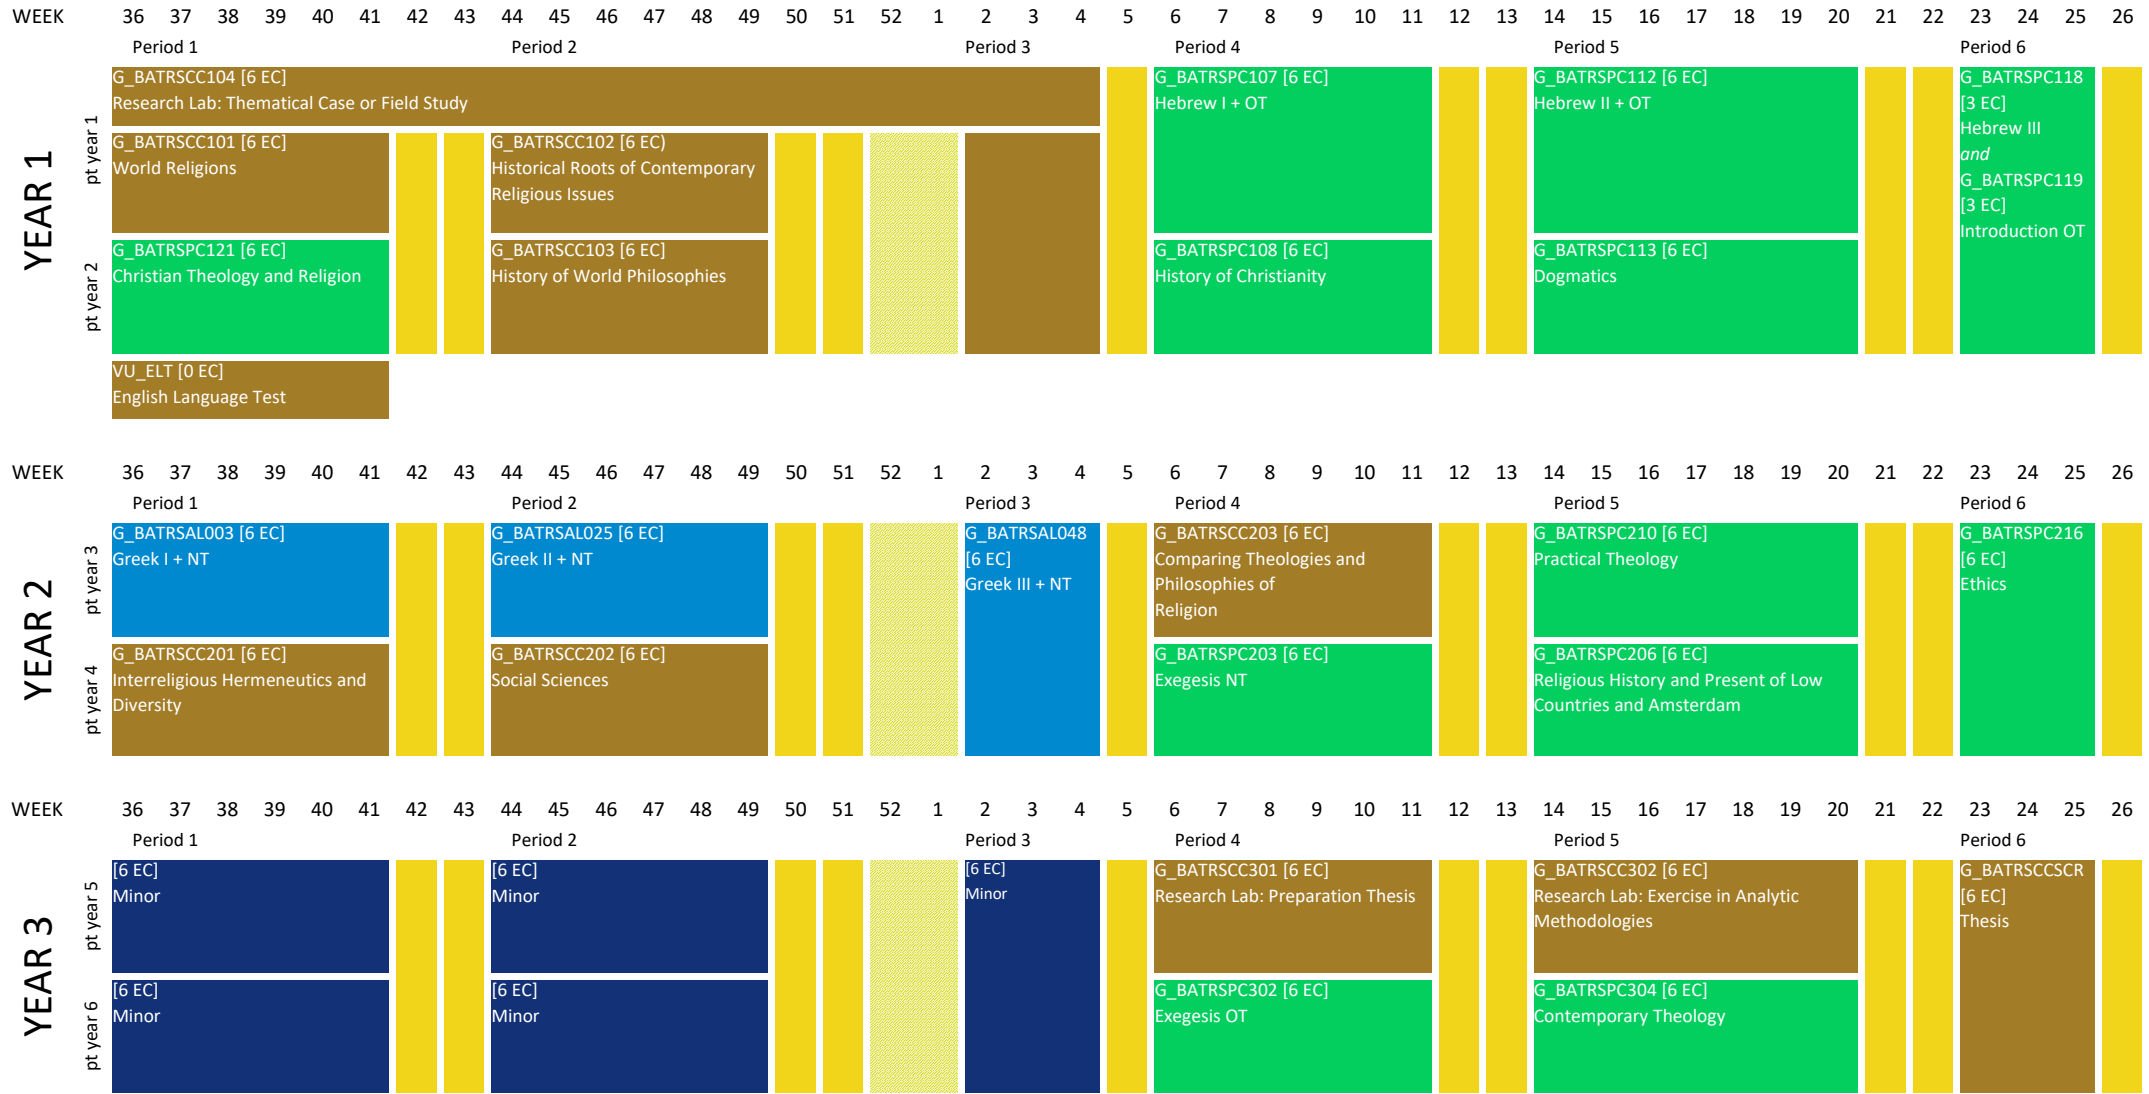 WEEK 36 37 38 39 40 41 42 43 44 45 46 47 48 49 50 51 52 1 2 3 4 5 6 7 8 9 10 11 12 13 14 15 16 17 18 19 20 21 22 23 24 25 26
Period 1 Period 2 Period 3 Period 4 Period 5 Period 6
YEAR 1
pt year 1
G_BATRSCC104 [6 EC]
Research Lab: Thematical Case or Field Study
G_BATRSCC101 [6 EC]
World Religions
G_BATRSCC102 [6 EC)
Historical Roots of Contemporary
Religious Issues
G_BATRSPC107 [6 EC]
Hebrew I + OT
G_BATRSPC112 [6 EC]
Hebrew II + OT
G_BATRSPC118
[3 EC]
Hebrew III
and
G_BATRSPC119
[3 EC]
Introduction OT
pt year 2
G_BATRSPC121 [6 EC]
Christian Theology and Religion
G_BATRSCC103 [6 EC]
History of World Philosophies
G_BATRSPC108 [6 EC]
History of Christianity
G_BATRSPC113 [6 EC]
Dogmatics
VU_ELT [0 EC]
English Language Test
WEEK 36 37 38 39 40 41 42 43 44 45 46 47 48 49 50 51 52 1 2 3 4 5 6 7 8 9 10 11 12 13 14 15 16 17 18 19 20 21 22 23 24 25 26
Period 1 Period 2 Period 3 Period 4 Period 5 Period 6
YEAR 2
pt year 3
G_BATRSAL003 [6 EC]
Greek I + NT
G_BATRSAL025 [6 EC]
Greek II + NT
G_BATRSAL048
[6 EC]
Greek III + NT
G_BATRSCC203 [6 EC]
Comparing Theologies and
Philosophies of
Religion
G_BATRSPC210 [6 EC]
Practical Theology
G_BATRSPC216
[6 EC]
Ethics
pt year 4
G_BATRSCC201 [6 EC]
Interreligious Hermeneutics and
Diversity
G_BATRSCC202 [6 EC]
Social Sciences
G_BATRSPC203 [6 EC]
Exegesis NT
G_BATRSPC206 [6 EC]
Religious History and Present of Low
Countries and Amsterdam
WEEK 36 37 38 39 40 41 42 43 44 45 46 47 48 49 50 51 52 1 2 3 4 5 6 7 8 9 10 11 12 13 14 15 16 17 18 19 20 21 22 23 24 25 26
Period 1 Period 2 Period 3 Period 4 Period 5 Period 6
YEAR 3
pt year 5
[6 EC]
Minor
[6 EC]
Minor
[6 EC]
Minor
G_BATRSCC301 [6 EC]
Research Lab: Preparation Thesis
G_BATRSCC302 [6 EC]
Research Lab: Exercise in Analytic
Methodologies
G_BATRSCCSCR
[6 EC]
Thesis
pt year 6
[6 EC]
Minor
[6 EC]
Minor
G_BATRSPC302 [6 EC]
Exegesis OT
G_BATRSPC304 [6 EC]
Contemporary Theology